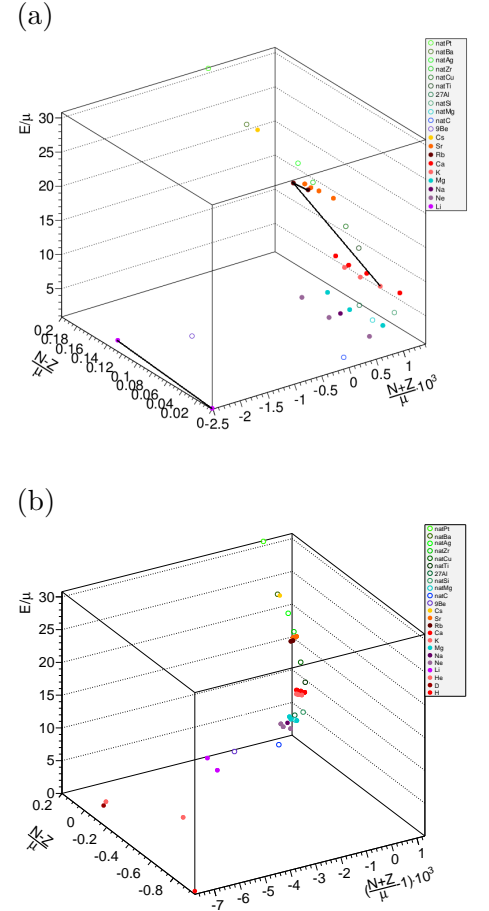 (a)
E/μ
30
25
20
15
10
5
0.2
0.18
0.16
0.14
0.12
0.1
0.08
0.06
0.04
0.02
0
N-Z
μ
-2.5
-2
-1.5
-1
-0.5
0
0.5
1
N+Z
μ
·10³
natPt
natBa
natAg
natZr
natCu
natTi
27Al
natSi
natMg
natC
9Be
Cs
Sr
Rb
Ca
K
Mg
Na
Ne
Li
(b)
E/μ
30
25
20
15
10
5
0
0.2
0
-0.2
-0.4
-0.6
-0.8
N-Z
μ
-7
-6
-5
-4
-3
-2
-1
0
1
(N+Z
μ
-1)·10³
natPt
natBa
natAg
natZr
natCu
natTi
27Al
natSi
natMg
natC
9Be
Cs
Sr
Rb
Ca
K
Mg
Na
Ne
Li
He
D
H